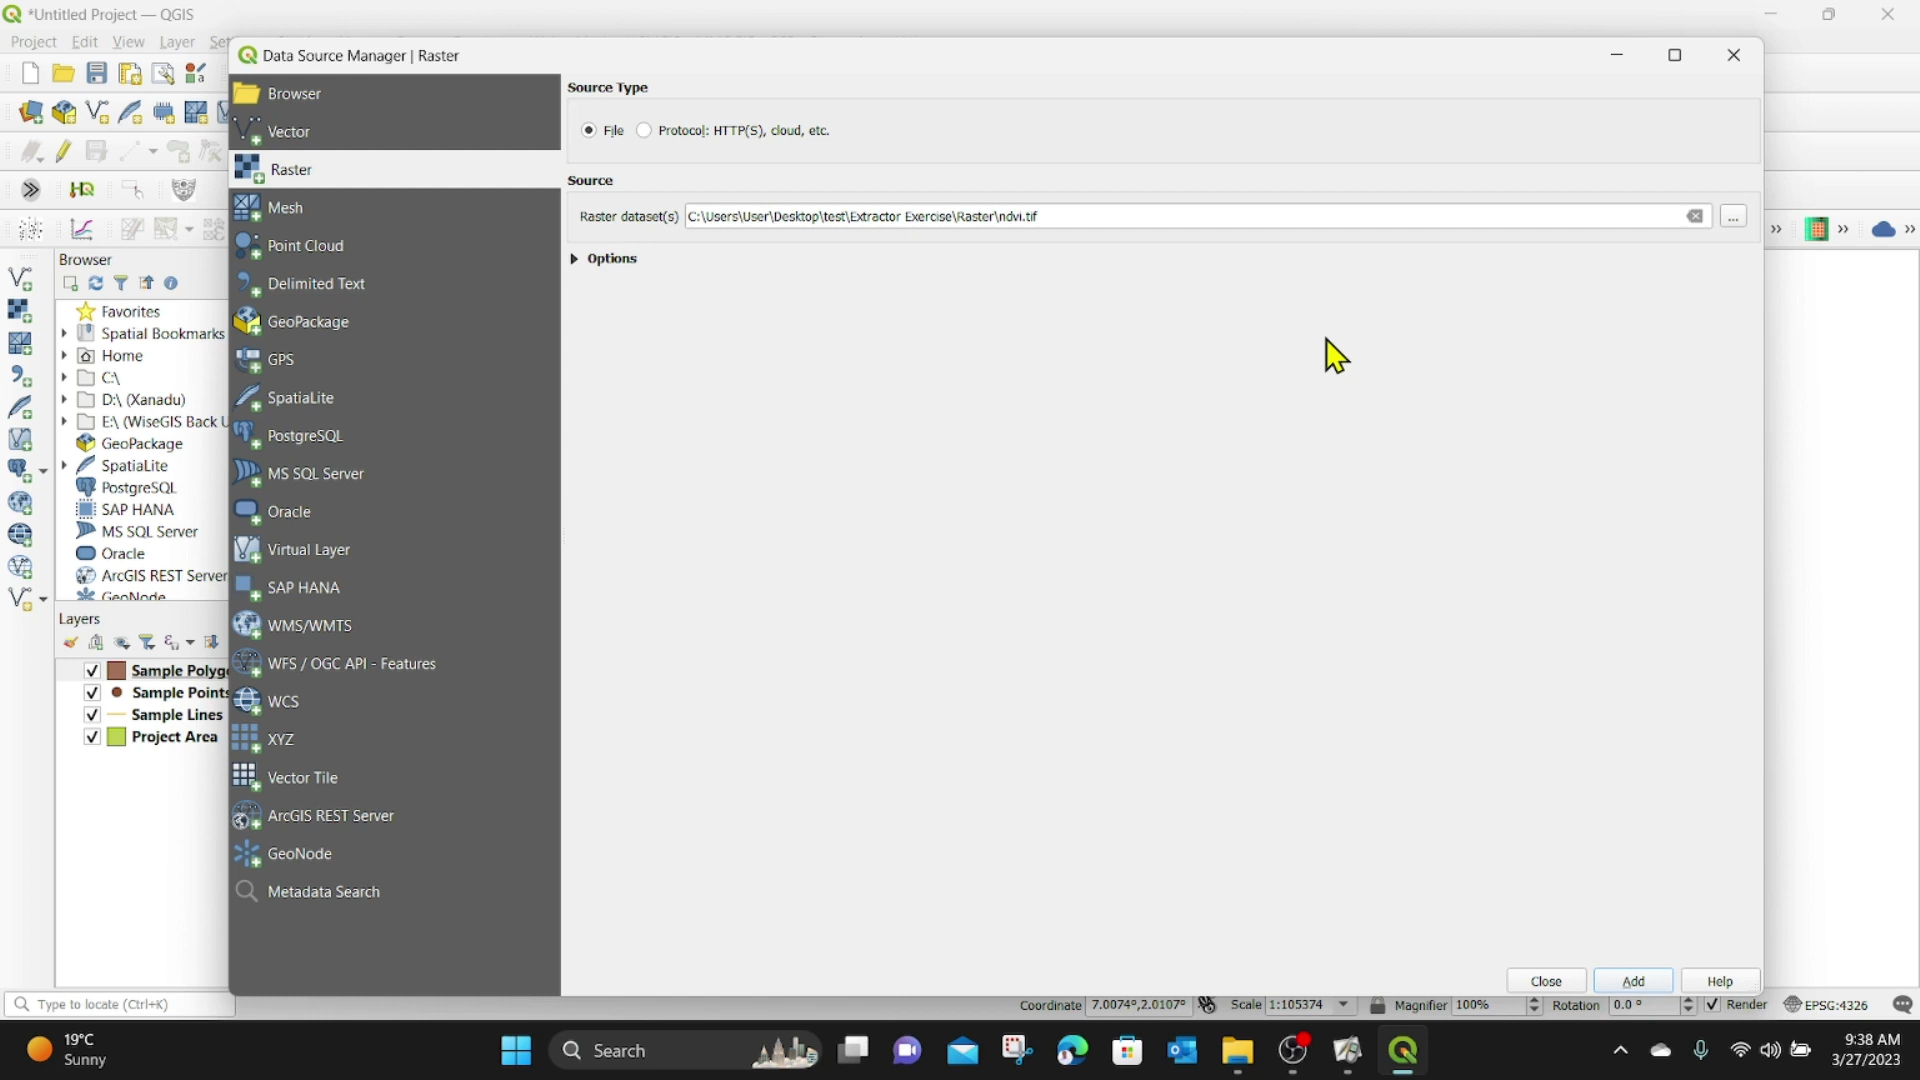 *Untitled Project — QGIS
Project Edit View Layer
Data Source Manager | Raster
Browser
Vector
Raster
Mesh
Point Cloud
Delimited Text
GeoPackage
GPS
SpatiaLite
PostgreSQL
MS SQL Server
Oracle
Virtual Layer
SAP HANA
WMS/WMTS
WFS / OGC API - Features
WCS
XYZ
Vector Tile
ArcGIS REST Server
GeoNode
Metadata Search
Source Type
File Protocol: HTTP(S), cloud, etc.
Source
Raster dataset(s) C:\Users\User\Desktop\test\Extractor Exercise\Raster\ndvi.tif ...
Options
Close Add Help
Browser
Favorites
Spatial Bookmarks
Home
C:\
D:\ (Xanadu)
E:\ (WiseGIS Back
GeoPackage
SpatiaLite
PostgreSQL
SAP HANA
MS SQL Server
Oracle
ArcGIS REST Server
GeoNode
Layers
Sample
Sample Points
Sample Lines
Project Area
Type to locate (Ctrl+K)
Coordinate 7.0074°,2.0107° Scale 1:105374 Magnifier 100% Rotation 0.0 ° Render EPSG:4326
19°C
Sunny
Search
9:38 AM
3/27/2023